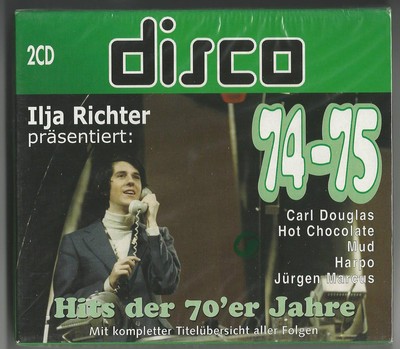 2CD
disco
Ilja Richter
präsentiert:
74-75
Carl Douglas
Hot Chocolate
Mud
Harpo
Jürgen Marcus
Hits der 70'er Jahre
Mit kompletter Titelübersicht aller Folgen